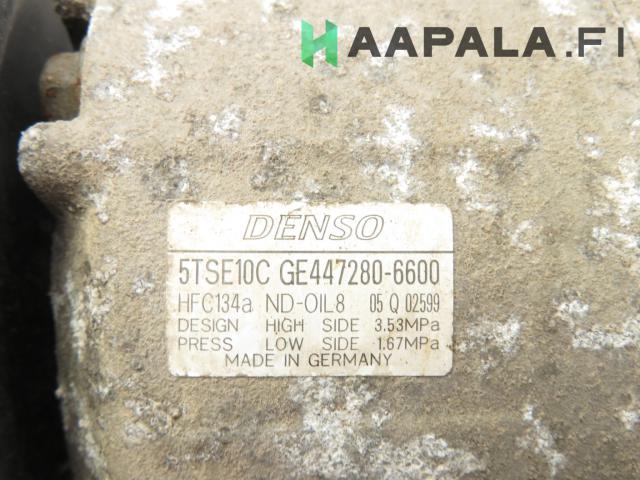 HAAPALA.FI
DENSO
5TSE10C GE447280-6600
HFC134a ND-OIL8 05 Q 02599
DESIGN HIGH SIDE 3.53MPa
PRESS LOW SIDE 1.67MPa
MADE IN GERMANY